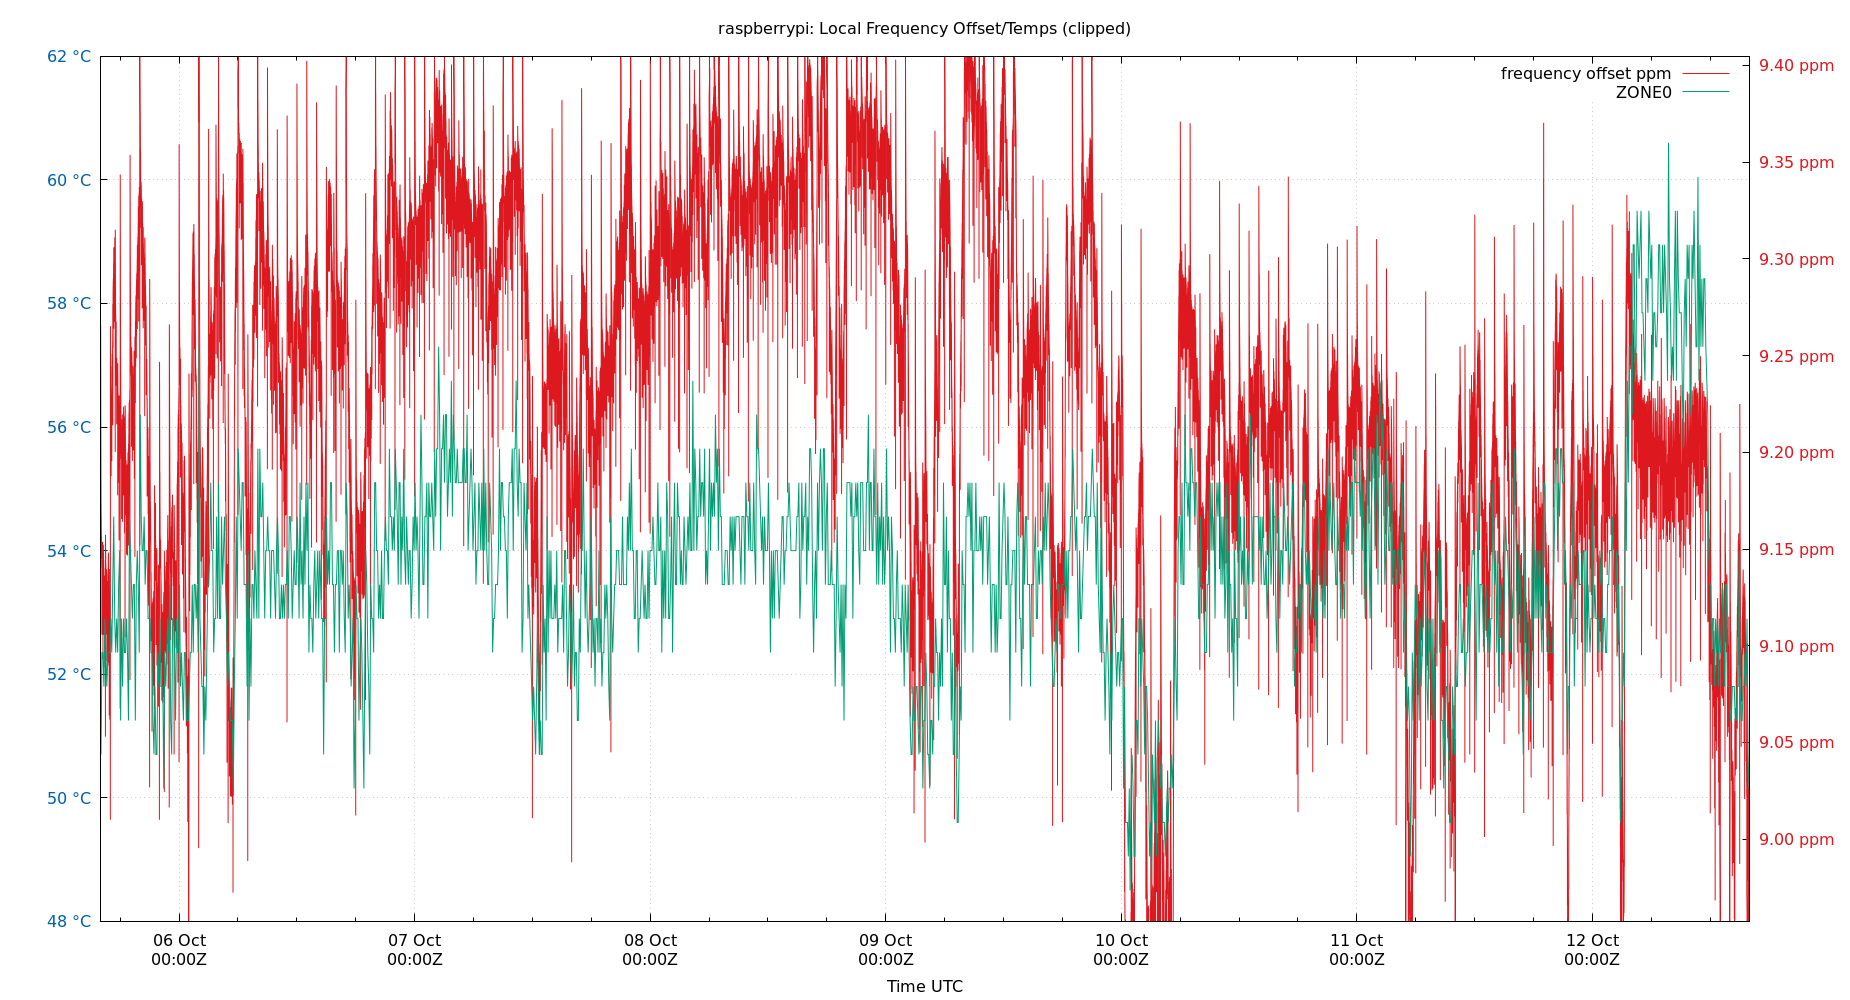 raspberrypi: Local Frequency Offset/Temps (clipped)
frequency offset ppm
ZONE0
62 °C
60 °C
58 °C
56 °C
54 °C
52 °C
50 °C
48 °C
9.40 ppm
9.35 ppm
9.30 ppm
9.25 ppm
9.20 ppm
9.15 ppm
9.10 ppm
9.05 ppm
9.00 ppm
06 Oct
00:00Z
07 Oct
00:00Z
08 Oct
00:00Z
09 Oct
00:00Z
10 Oct
00:00Z
11 Oct
00:00Z
12 Oct
00:00Z
Time UTC